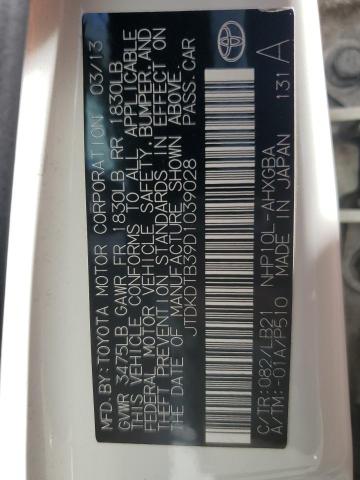 MFD. BY: TOYOTA MOTOR CORPORATION 03/13
GVWR 3475LB GAWR FR 1830LB RR 1830LB
THIS VEHICLE CONFORMS TO ALL APPLICABLE
FEDERAL MOTOR VEHICLE SAFETY, BUMPER, AND
THEFT PREVENTION STANDARDS IN EFFECT ON
THE DATE OF MANUFACTURE SHOWN ABOVE.
JTDKDTB39D1039028 PASS. CAR
C/TR:082/LB21 NHP10L-AHXGBA
A/TM:-01A/P510 MADE IN JAPAN 131 A
TOYOTA